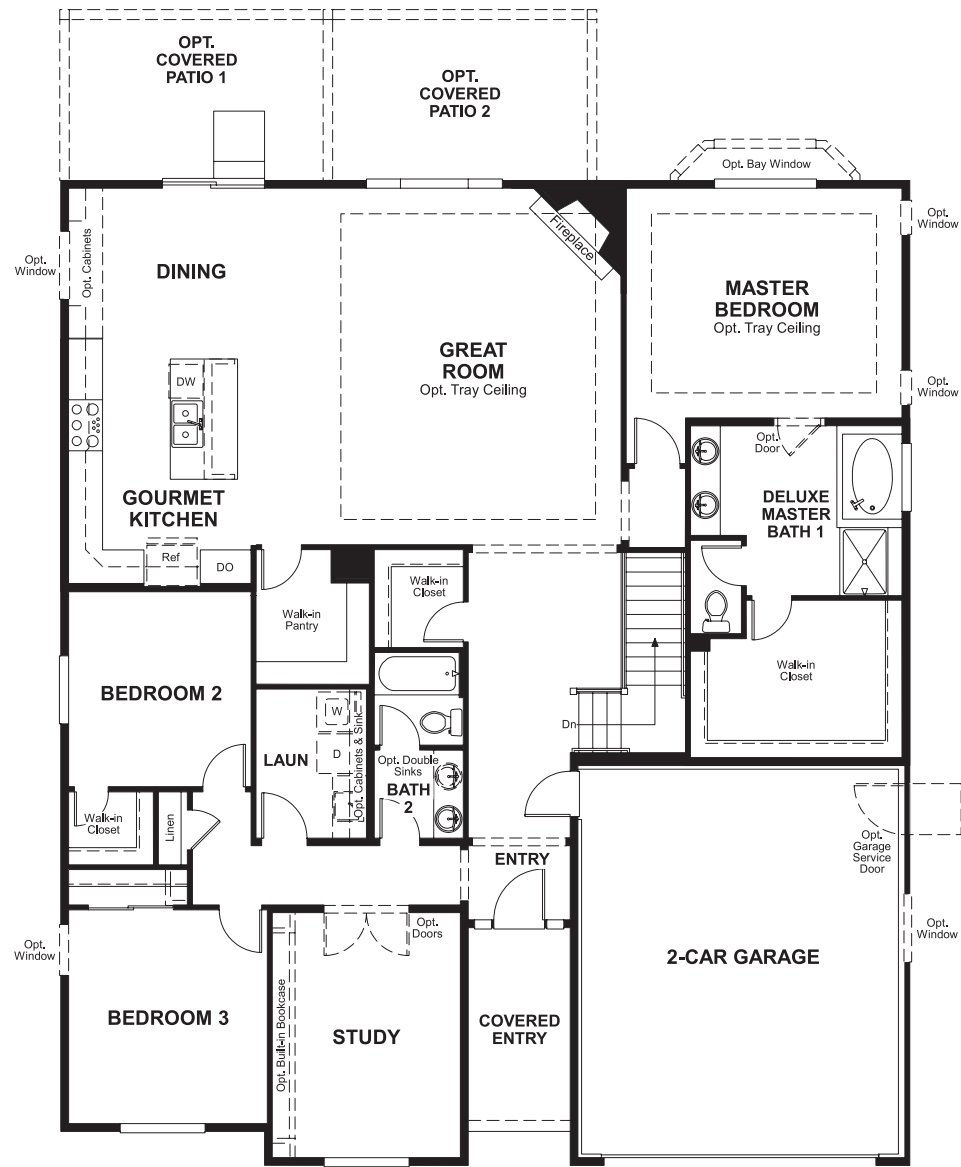 OPT.
COVERED
PATIO 1
OPT.
COVERED
PATIO 2
Opt. Bay Window
Opt.
Window
Opt.
Window
Opt. Cabinets
DINING
Fireplace
MASTER
BEDROOM
Opt. Tray Ceiling
GREAT
ROOM
Opt. Tray Ceiling
Opt.
Window
DW
Opt.
Door
DELUXE
MASTER
BATH 1
GOURMET
KITCHEN
Ref
DO
Walk-in
Closet
Walk-in
Pantry
Walk-in
Closet
BEDROOM 2
W
D
LAUN
Opt. Cabinets & Sink
Dn
Opt. Double
Sinks
BATH
2
Walk-in
Closet
Linen
Opt.
Garage
Service
Door
ENTRY
Opt.
Window
Opt.
Doors
Opt.
Window
2-CAR GARAGE
BEDROOM 3
Opt. Built-in Bookcase
STUDY
COVERED
ENTRY